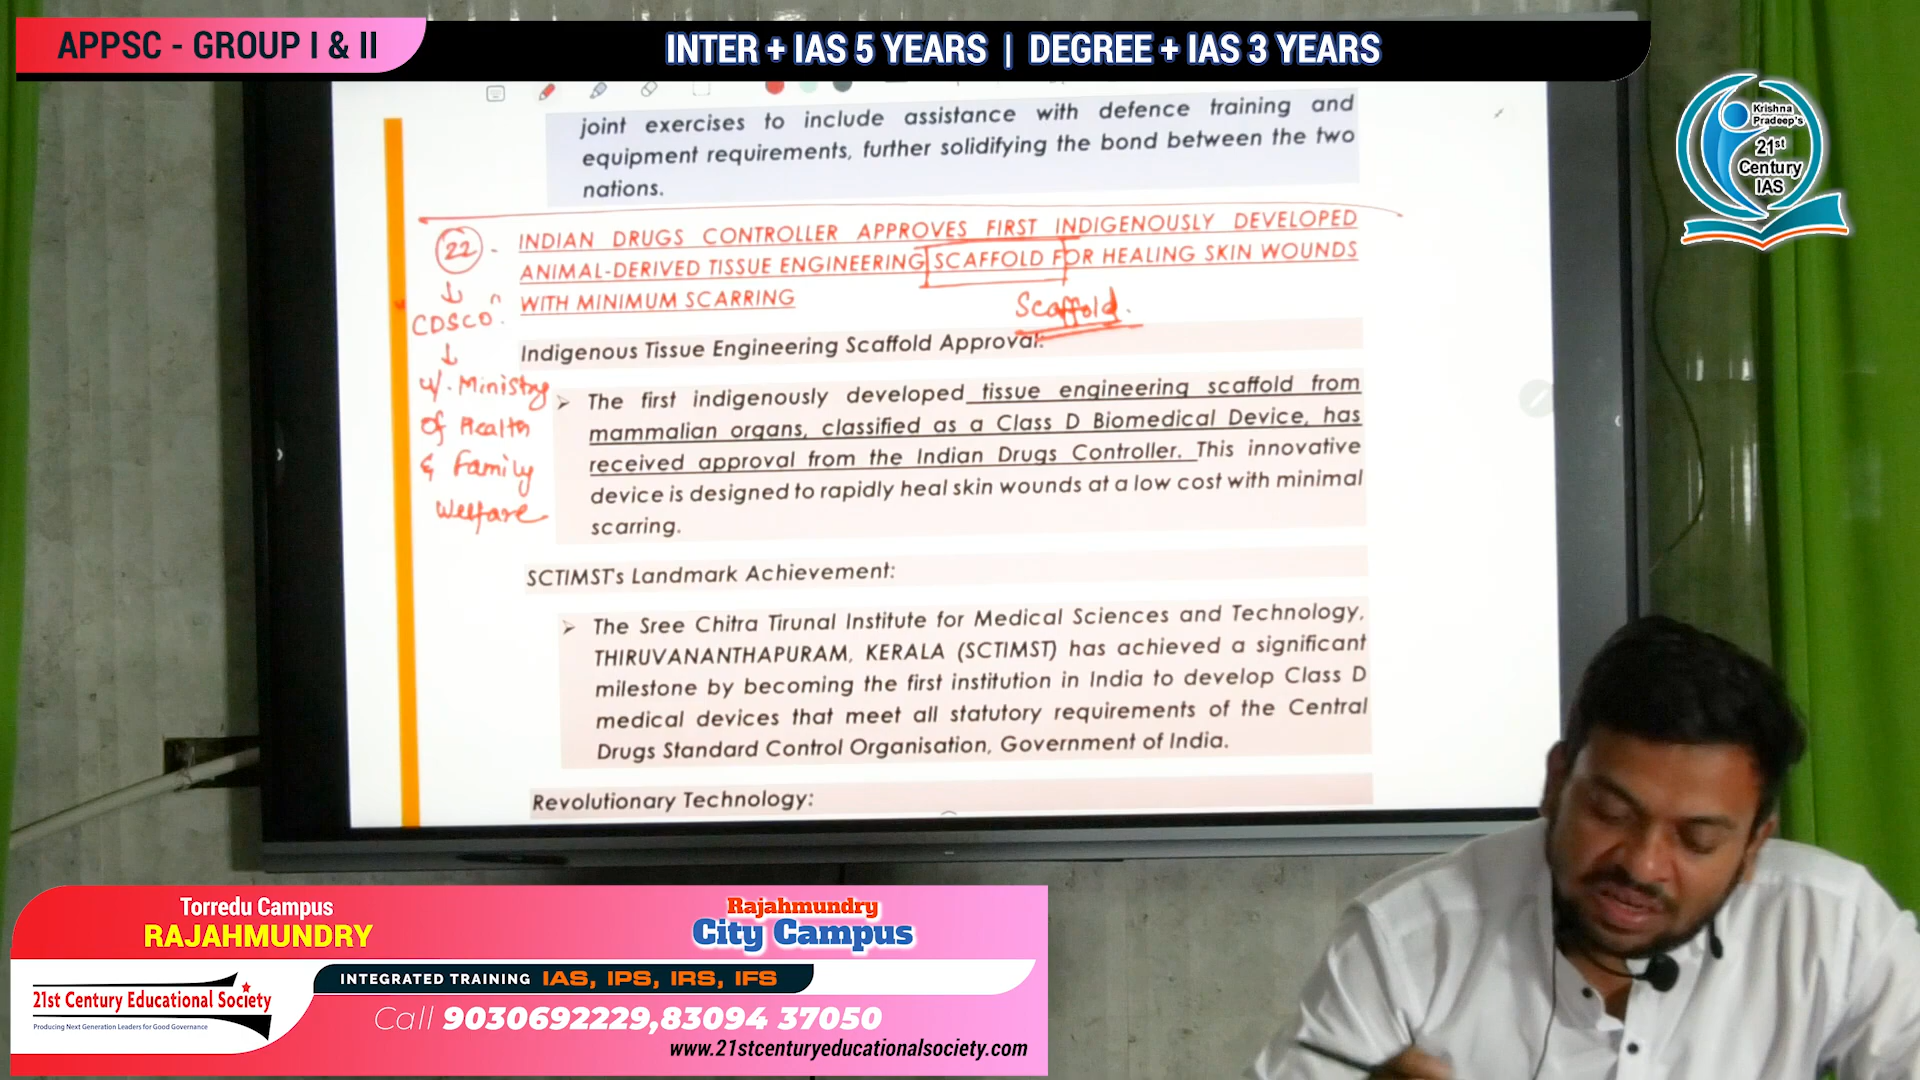 APPSC - GROUP I & II
INTER + IAS 5 YEARS | DEGREE + IAS 3 YEARS
Krishna
Pradeep's
21st
Century
IAS
joint exercises to include assistance with defence training and
equipment requirements, further solidifying the bond between the two
nations.
22 - INDIAN DRUGS CONTROLLER APPROVES FIRST INDIGENOUSLY DEVELOPED
ANIMAL-DERIVED TISSUE ENGINEERING SCAFFOLD FOR HEALING SKIN WOUNDS
WITH MINIMUM SCARRING
Scaffold.
CDSCO
Indigenous Tissue Engineering Scaffold Approval:
Ministry
of Health
& Family
Welfare
➢ The first indigenously developed tissue engineering scaffold from
mammalian organs, classified as a Class D Biomedical Device, has
received approval from the Indian Drugs Controller. This innovative
device is designed to rapidly heal skin wounds at a low cost with minimal
scarring.
SCTIMST's Landmark Achievement:
➢ The Sree Chitra Tirunal Institute for Medical Sciences and Technology,
THIRUVANANTHAPURAM, KERALA (SCTIMST) has achieved a significant
milestone by becoming the first institution in India to develop Class D
medical devices that meet all statutory requirements of the Central
Drugs Standard Control Organisation, Government of India.
Revolutionary Technology:
Torredu Campus
RAJAHMUNDRY
Rajahmundry
City Campus
21st Century Educational Society
Producing Next Generation Leaders for Good Governance
INTEGRATED TRAINING IAS, IPS, IRS, IFS
Call 9030692229,83094 37050
www.21stcenturyeducationalsociety.com